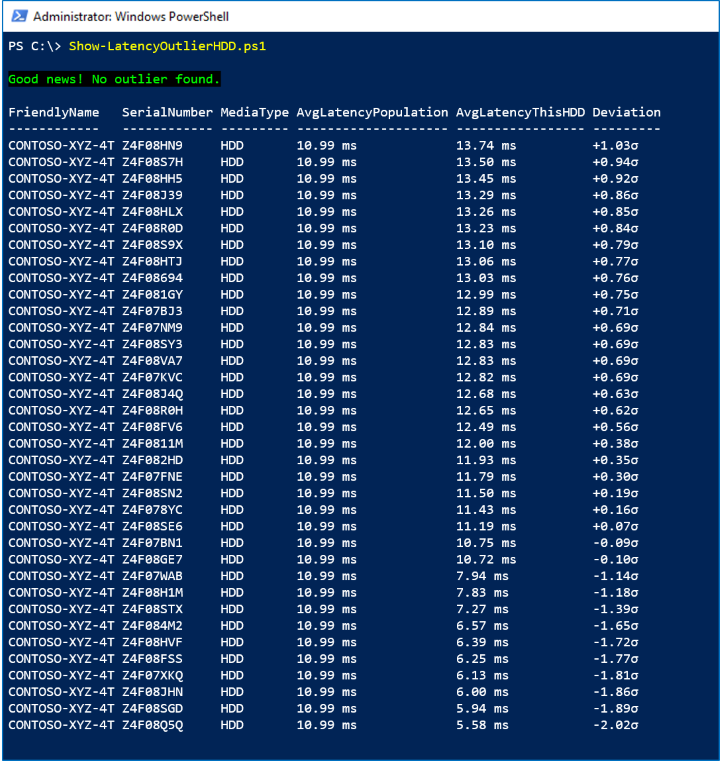 Administrator: Windows PowerShell
PS C:\> Show-LatencyOutlierHDD.ps1
Good news! No outlier found.
FriendlyName SerialNumber MediaType AvgLatencyPopulation AvgLatencyThisHDD Deviation
------------ ------------ --------- -------------------- ----------------- ---------
CONTOSO-XYZ-4T Z4F08HN9 HDD 10.99 ms 13.74 ms +1.03σ
CONTOSO-XYZ-4T Z4F08S7H HDD 10.99 ms 13.50 ms +0.94σ
CONTOSO-XYZ-4T Z4F08HH5 HDD 10.99 ms 13.45 ms +0.92σ
CONTOSO-XYZ-4T Z4F08J39 HDD 10.99 ms 13.29 ms +0.86σ
CONTOSO-XYZ-4T Z4F08HLX HDD 10.99 ms 13.26 ms +0.85σ
CONTOSO-XYZ-4T Z4F08R0D HDD 10.99 ms 13.23 ms +0.84σ
CONTOSO-XYZ-4T Z4F08S9X HDD 10.99 ms 13.10 ms +0.79σ
CONTOSO-XYZ-4T Z4F08HTJ HDD 10.99 ms 13.06 ms +0.77σ
CONTOSO-XYZ-4T Z4F08694 HDD 10.99 ms 13.03 ms +0.76σ
CONTOSO-XYZ-4T Z4F081GY HDD 10.99 ms 12.99 ms +0.75σ
CONTOSO-XYZ-4T Z4F07BJ3 HDD 10.99 ms 12.89 ms +0.71σ
CONTOSO-XYZ-4T Z4F07NM9 HDD 10.99 ms 12.84 ms +0.69σ
CONTOSO-XYZ-4T Z4F08SY3 HDD 10.99 ms 12.83 ms +0.69σ
CONTOSO-XYZ-4T Z4F08VA7 HDD 10.99 ms 12.83 ms +0.69σ
CONTOSO-XYZ-4T Z4F07KVC HDD 10.99 ms 12.82 ms +0.69σ
CONTOSO-XYZ-4T Z4F08J4Q HDD 10.99 ms 12.68 ms +0.63σ
CONTOSO-XYZ-4T Z4F08R0H HDD 10.99 ms 12.65 ms +0.62σ
CONTOSO-XYZ-4T Z4F08FV6 HDD 10.99 ms 12.49 ms +0.56σ
CONTOSO-XYZ-4T Z4F0811M HDD 10.99 ms 12.00 ms +0.38σ
CONTOSO-XYZ-4T Z4F082HD HDD 10.99 ms 11.93 ms +0.35σ
CONTOSO-XYZ-4T Z4F07FNE HDD 10.99 ms 11.79 ms +0.30σ
CONTOSO-XYZ-4T Z4F08SN2 HDD 10.99 ms 11.50 ms +0.19σ
CONTOSO-XYZ-4T Z4F078YC HDD 10.99 ms 11.43 ms +0.16σ
CONTOSO-XYZ-4T Z4F08SE6 HDD 10.99 ms 11.19 ms +0.07σ
CONTOSO-XYZ-4T Z4F07BN1 HDD 10.99 ms 10.75 ms -0.09σ
CONTOSO-XYZ-4T Z4F08GE7 HDD 10.99 ms 10.72 ms -0.10σ
CONTOSO-XYZ-4T Z4F07WAB HDD 10.99 ms 7.94 ms -1.14σ
CONTOSO-XYZ-4T Z4F08H1M HDD 10.99 ms 7.83 ms -1.18σ
CONTOSO-XYZ-4T Z4F08STX HDD 10.99 ms 7.27 ms -1.39σ
CONTOSO-XYZ-4T Z4F084M2 HDD 10.99 ms 6.57 ms -1.65σ
CONTOSO-XYZ-4T Z4F08HVF HDD 10.99 ms 6.39 ms -1.72σ
CONTOSO-XYZ-4T Z4F08FSS HDD 10.99 ms 6.25 ms -1.77σ
CONTOSO-XYZ-4T Z4F07XKQ HDD 10.99 ms 6.13 ms -1.81σ
CONTOSO-XYZ-4T Z4F08JHN HDD 10.99 ms 6.00 ms -1.86σ
CONTOSO-XYZ-4T Z4F08SGD HDD 10.99 ms 5.94 ms -1.89σ
CONTOSO-XYZ-4T Z4F08Q5Q HDD 10.99 ms 5.58 ms -2.02σ